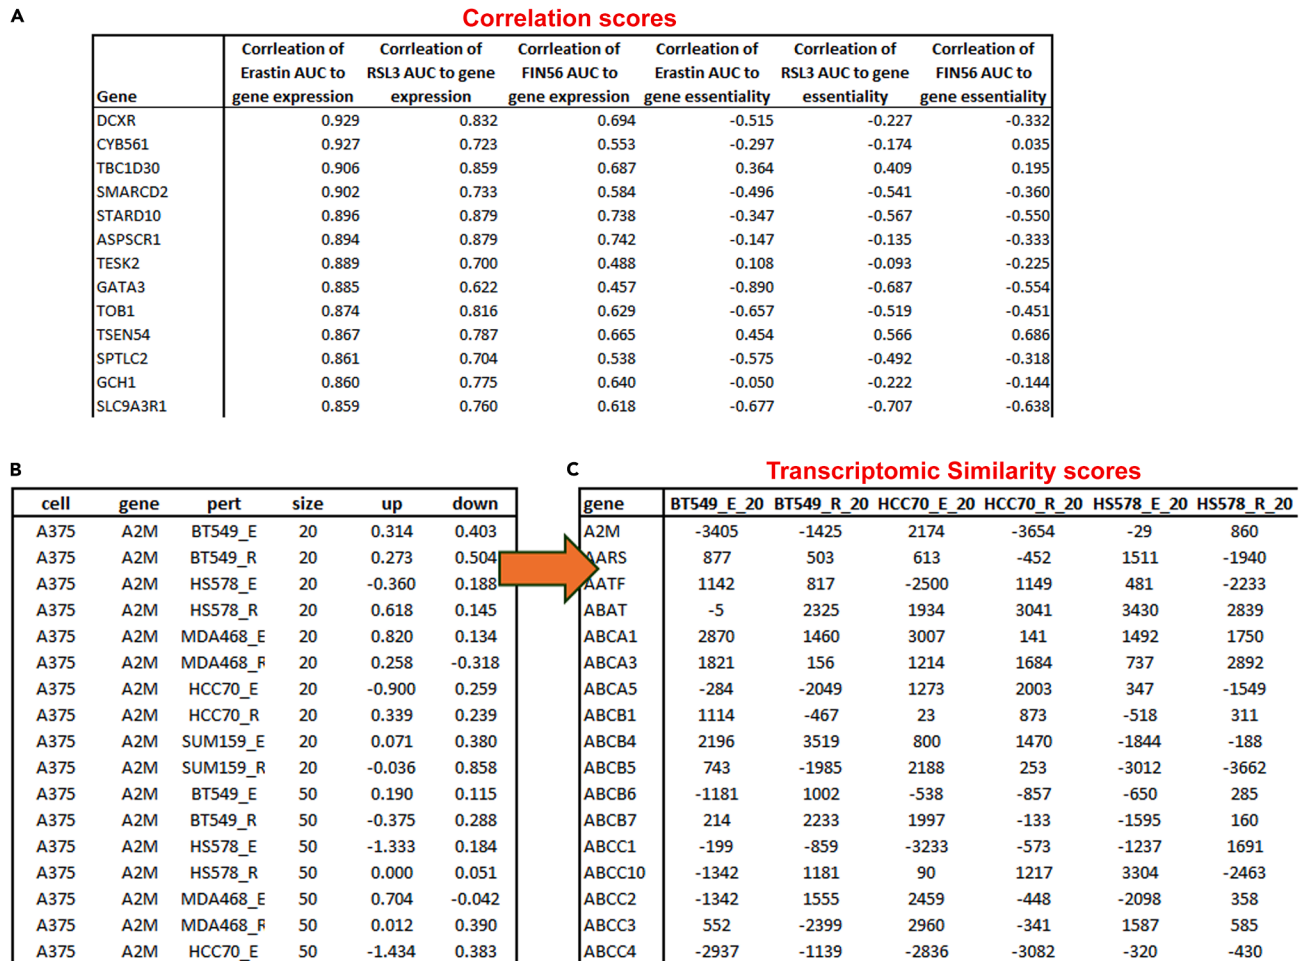 A
Correlation scores
Corrleation of Corrleation of Corrleation of Corrleation of Corrleation of Corrleation of
Erastin AUC to RSL3 AUC to gene FIN56 AUC to Erastin AUC to RSL3 AUC to gene FIN56 AUC to
Gene gene expression expression gene expression gene essentiality essentiality gene essentiality
DCXR 0.929 0.832 0.694 -0.515 -0.227 -0.332
CYB561 0.927 0.723 0.553 -0.297 -0.174 0.035
TBC1D30 0.906 0.859 0.687 0.364 0.409 0.195
SMARCD2 0.902 0.733 0.584 -0.496 -0.541 -0.360
STARD10 0.896 0.879 0.738 -0.347 -0.567 -0.550
ASPSCR1 0.894 0.879 0.742 -0.147 -0.135 -0.333
TESK2 0.889 0.700 0.488 0.108 -0.093 -0.225
GATA3 0.885 0.622 0.457 -0.890 -0.687 -0.554
TOB1 0.874 0.816 0.629 -0.657 -0.519 -0.451
TSEN54 0.867 0.787 0.665 0.454 0.566 0.686
SPTLC2 0.861 0.704 0.538 -0.575 -0.492 -0.318
GCH1 0.860 0.775 0.640 -0.050 -0.222 -0.144
SLC9A3R1 0.859 0.760 0.618 -0.677 -0.707 -0.638
B
cell gene pert size up down
A375 A2M BT549_E 20 0.314 0.403
A375 A2M BT549_R 20 0.273 0.504
A375 A2M HS578_E 20 -0.360 0.188
A375 A2M HS578_R 20 0.618 0.145
A375 A2M MDA468_E 20 0.820 0.134
A375 A2M MDA468_R 20 0.258 -0.318
A375 A2M HCC70_E 20 -0.900 0.259
A375 A2M HCC70_R 20 0.339 0.239
A375 A2M SUM159_E 20 0.071 0.380
A375 A2M SUM159_R 20 -0.036 0.858
A375 A2M BT549_E 50 0.190 0.115
A375 A2M BT549_R 50 -0.375 0.288
A375 A2M HS578_E 50 -1.333 0.184
A375 A2M HS578_R 50 0.000 0.051
A375 A2M MDA468_E 50 0.704 -0.042
A375 A2M MDA468_R 50 0.012 0.390
A375 A2M HCC70_E 50 -1.434 0.383
C
Transcriptomic Similarity scores
gene BT549_E_20 BT549_R_20 HCC70_E_20 HCC70_R_20 HS578_E_20 HS578_R_20
A2M -3405 -1425 2174 -3654 -29 860
AARS 877 503 613 -452 1511 -1940
AATF 1142 817 -2500 1149 481 -2233
ABAT -5 2325 1934 3041 3430 2839
ABCA1 2870 1460 3007 141 1492 1750
ABCA3 1821 156 1214 1684 737 2892
ABCA5 -284 -2049 1273 2003 347 -1549
ABCB1 1114 -467 23 873 -518 311
ABCB4 2196 3519 800 1470 -1844 -188
ABCB5 743 -1985 2188 253 -3012 -3662
ABCB6 -1181 1002 -538 -857 -650 285
ABCB7 214 2233 1997 -133 -1595 160
ABCC1 -199 -859 -3233 -573 -1237 1691
ABCC10 -1342 1181 90 1217 3304 -2463
ABCC2 -1342 1555 2459 -448 -2098 358
ABCC3 552 -2399 2960 -341 1587 585
ABCC4 -2937 -1139 -2836 -3082 -320 -430